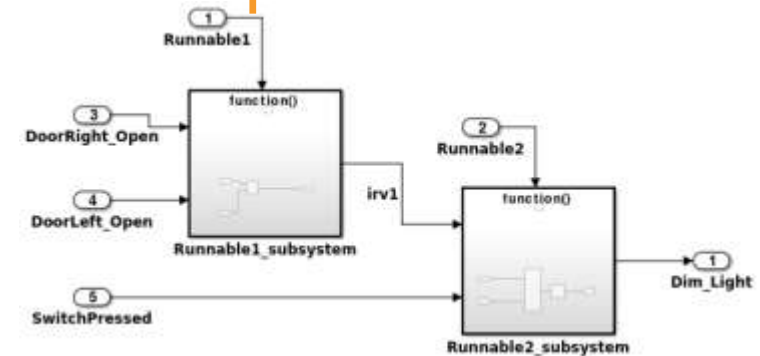 1
Runnable1
function()
3
DoorRight_Open
2
Runnable2
4
DoorLeft_Open
irv1
function()
Runnable1_subsystem
1
Dim_Light
5
SwitchPressed
Runnable2_subsystem